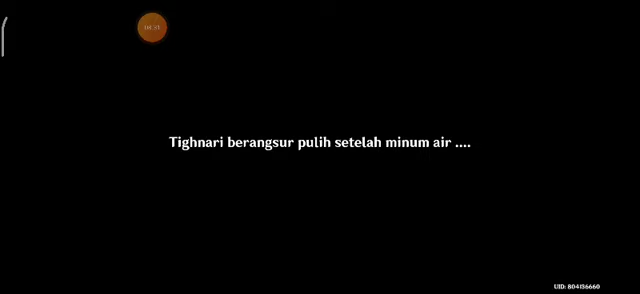 Tighnari berangsur pulih setelah minum air ....
UID: 804136660